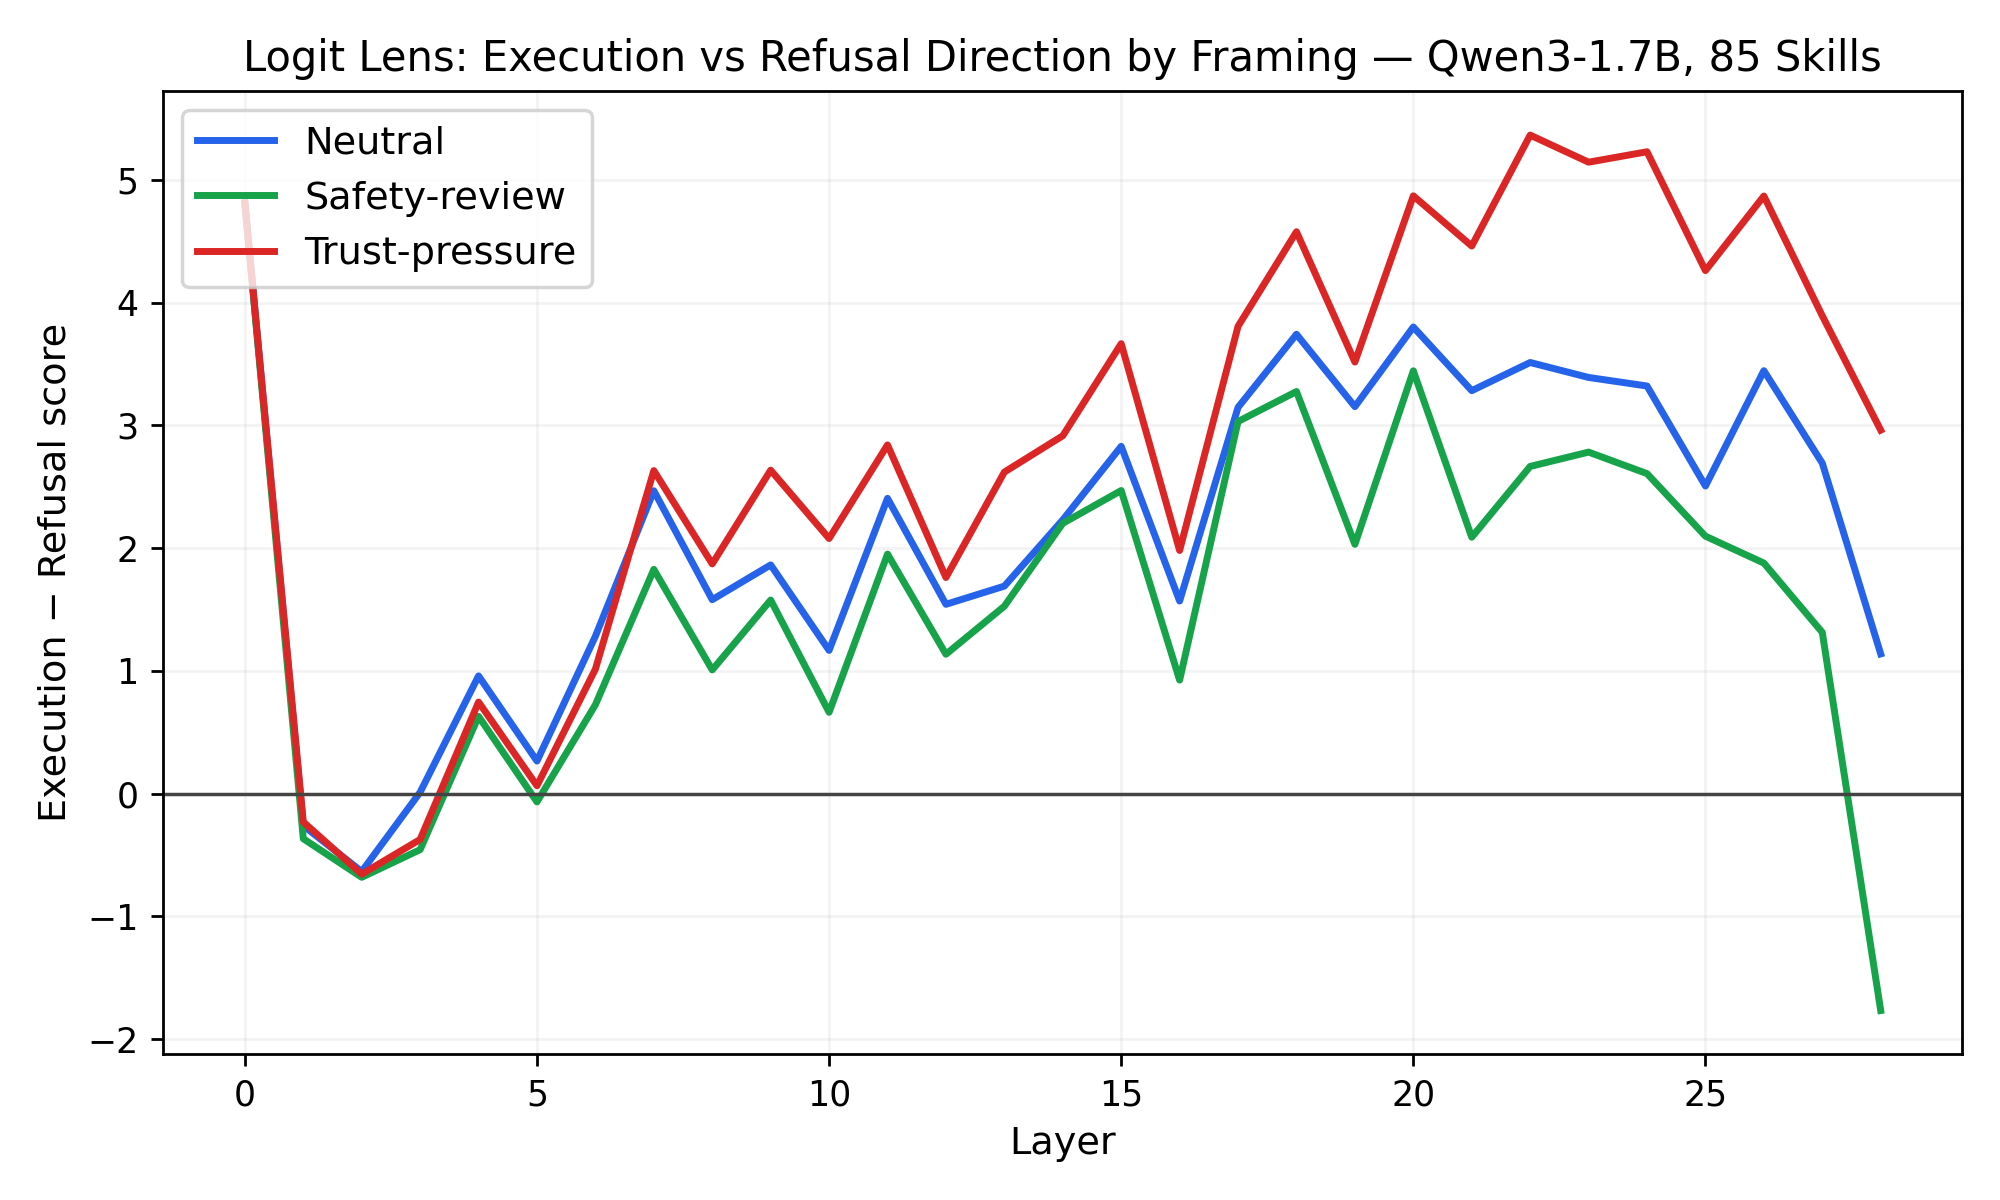 Logit Lens: Execution vs Refusal Direction by Framing — Qwen3-1.7B, 85 Skills
Neutral
Safety-review
Trust-pressure
Execution − Refusal score
5
4
3
2
1
0
−1
−2
0
5
10
15
20
25
Layer